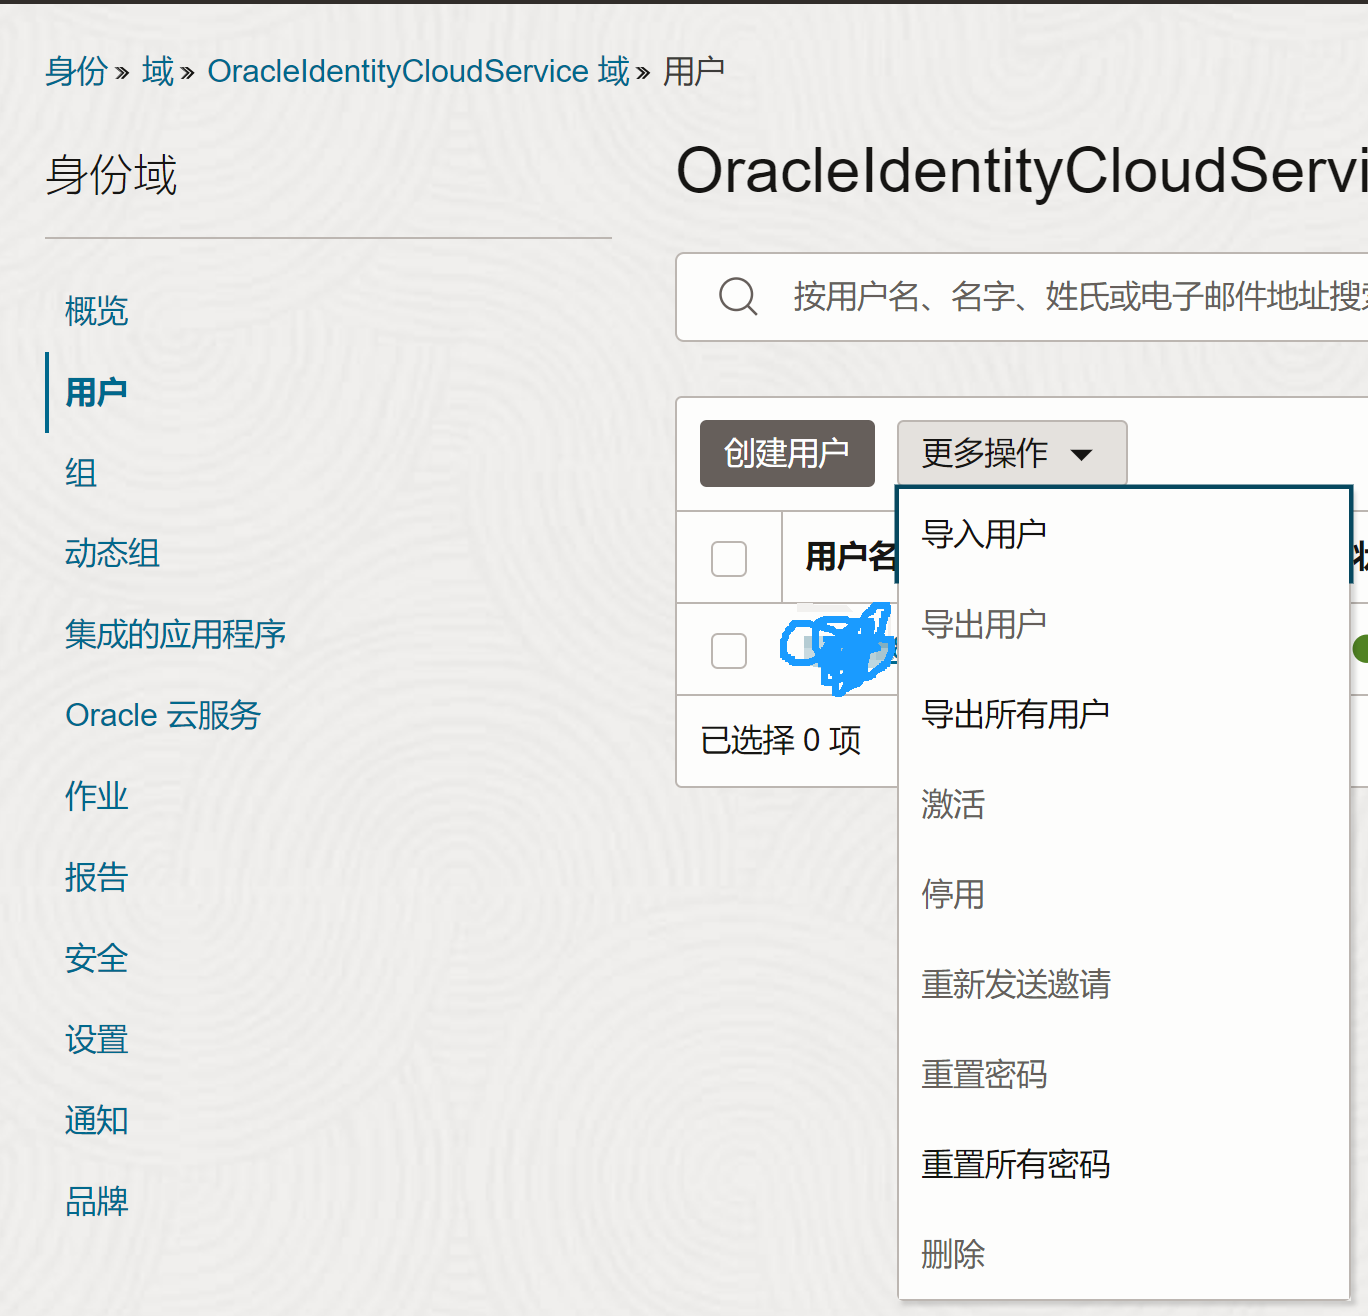 身份 » 域 » OracleIdentityCloudService 域 » 用户
身份域
概览
用户
组
动态组
集成的应用程序
Oracle 云服务
作业
报告
安全
设置
通知
品牌
OracleIdentityCloudServi
按用户名、名字、姓氏或电子邮件地址搜索
创建用户
更多操作
用户名
已选择 0 项
导入用户
导出用户
导出所有用户
激活
停用
重新发送邀请
重置密码
重置所有密码
删除